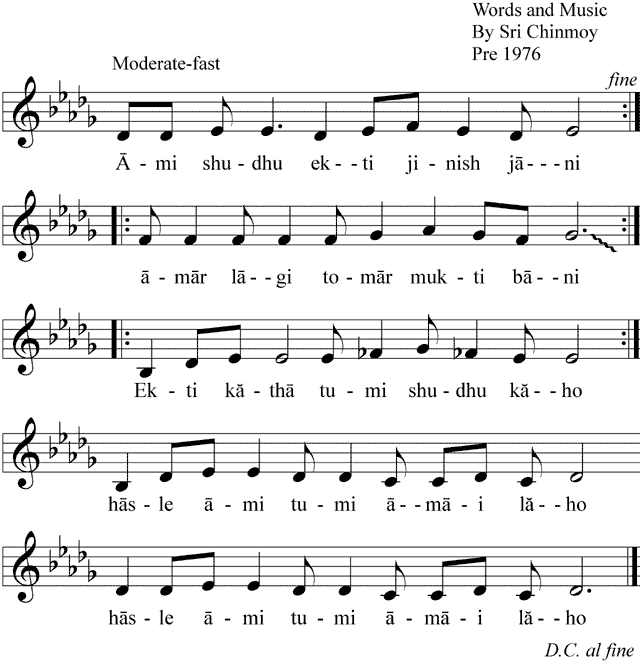 Words and Music
By Sri Chinmoy
Pre 1976
Moderate-fast
fine
Ā - mi shu - dhu ek - - ti ji - nish jā - - - ni
ā - mār lā - - gi to - mār muk - ti bā - ni
Ek - ti kă - thā tu - mi shu - dhu kă - - ho
hās - le ā - mi tu - mi ā - - mā - i lă - - ho
hās - le ā - mi tu - mi ā - mā - i lă - - ho
D.C. al fine